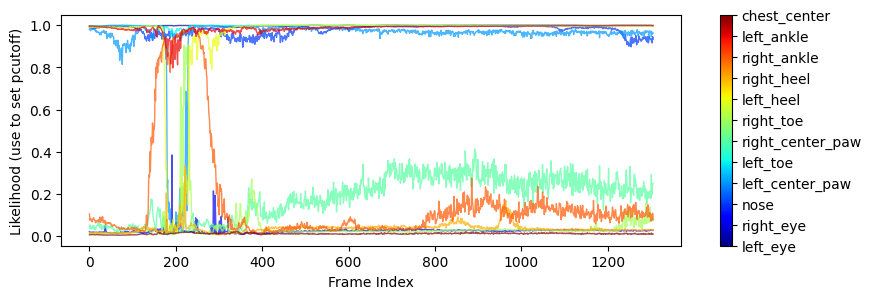 1.0
0.8
0.6
0.4
0.2
0.0
Likelihood (use to set pcutoff)
0
200
400
600
800
1000
1200
Frame Index
chest_center
left_ankle
right_ankle
right_heel
left_heel
right_toe
right_center_paw
left_toe
left_center_paw
nose
right_eye
left_eye